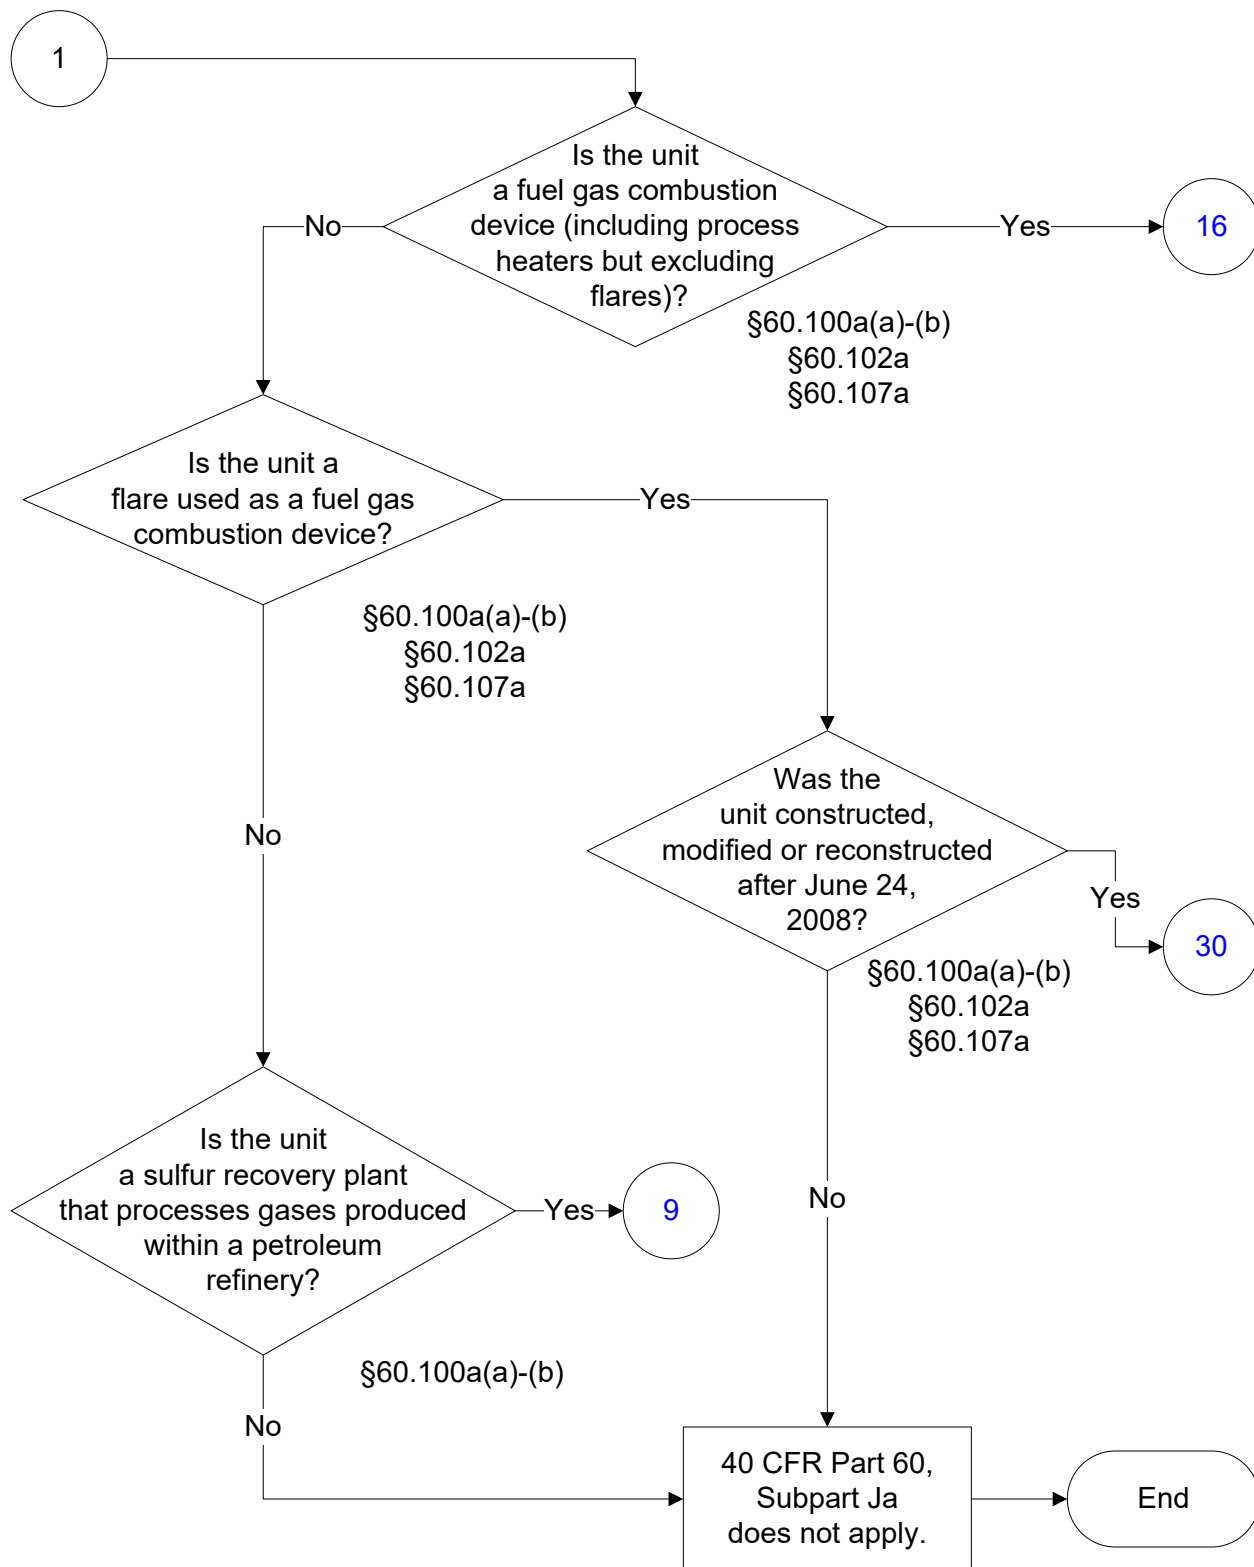 1
Is the unit
a fuel gas combustion
device (including process
heaters but excluding
flares)?
No
Yes
16
§60.100a(a)-(b)
§60.102a
§60.107a
Is the unit a
flare used as a fuel gas
combustion device?
Yes
§60.100a(a)-(b)
§60.102a
§60.107a
No
Was the
unit constructed,
modified or reconstructed
after June 24,
2008?
Yes
30
§60.100a(a)-(b)
§60.102a
§60.107a
Is the unit
a sulfur recovery plant
that processes gases produced
within a petroleum
refinery?
Yes
9
No
§60.100a(a)-(b)
No
40 CFR Part 60,
Subpart Ja
does not apply.
End